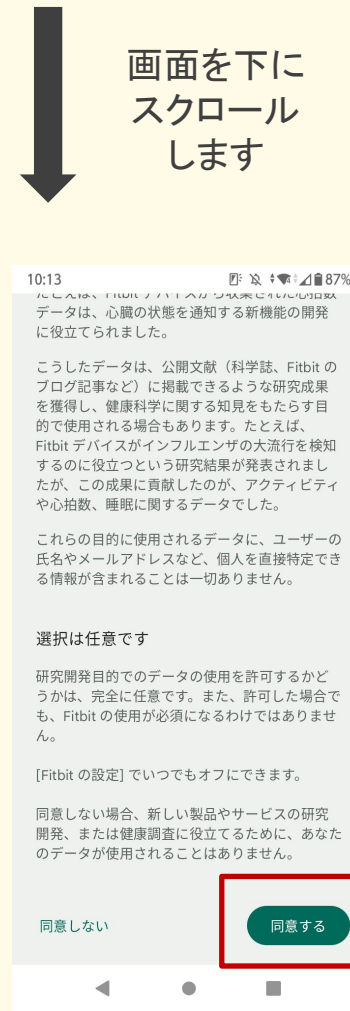 画面を下に
スクロール
します
10:13
87%
データは、心臓の状態を通知する新機能の開発
に役立てられました。
こうしたデータは、公開文献（科学誌、Fitbit の
ブログ記事など）に掲載できるような研究成果
を獲得し、健康科学に関する知見をもたらす目
的で使用される場合もあります。たとえば、
Fitbit デバイスがインフルエンザの大流行を検知
するのに役立つという研究結果が発表されまし
たが、この成果に貢献したのが、アクティビティ
や心拍数、睡眠に関するデータでした。
これらの目的に使用されるデータに、ユーザーの
氏名やメールアドレスなど、個人を直接特定でき
る情報が含まれることは一切ありません。
選択は任意です
研究開発目的でのデータの使用を許可するかど
うかは、完全に任意です。また、許可した場合で
も、Fitbit の使用が必須になるわけではありませ
ん。
[Fitbit の設定] でいつでもオフにできます。
同意しない場合、新しい製品やサービスの研究
開発、または健康調査に役立てるために、あなた
のデータが使用されることはありません。
同意しない
同意する